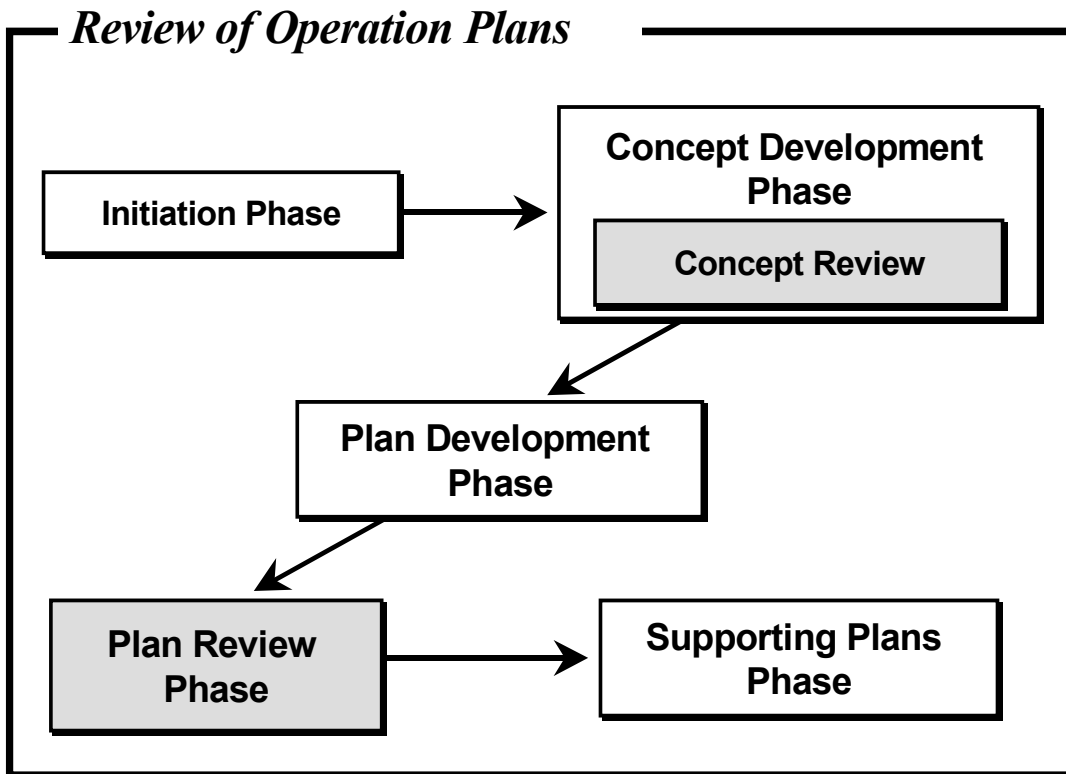 Review of Operation Plans
Initiation Phase
Concept Development
Phase
Concept Review
Plan Development
Phase
Plan Review
Phase
Supporting Plans
Phase